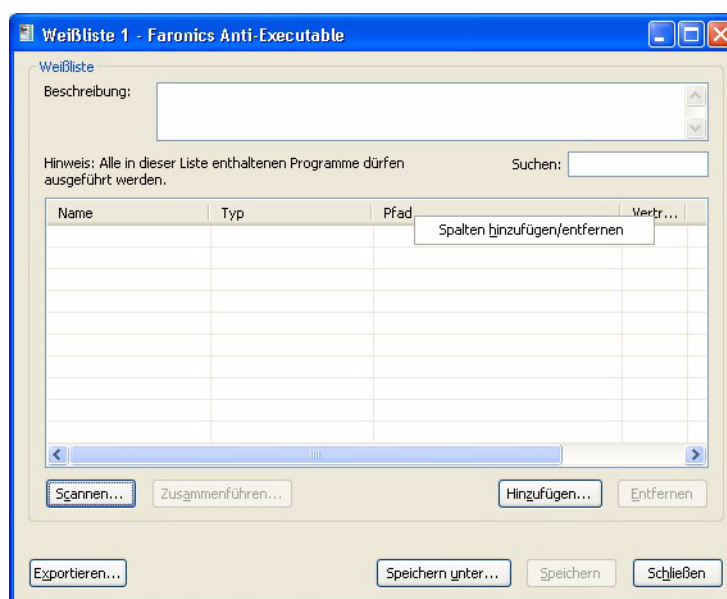 Weißliste 1 - Faronics Anti-Executable
Weißliste
Beschreibung:
Hinweis: Alle in dieser Liste enthaltenen Programme dürfen
ausgeführt werden.
Suchen:
Name Typ Pfad Vertr...
Spalten hinzufügen/entfernen
Scannen... Zusammenführen... Hinzufügen... Entfernen
Exportieren... Speichern unter... Speichern Schließen